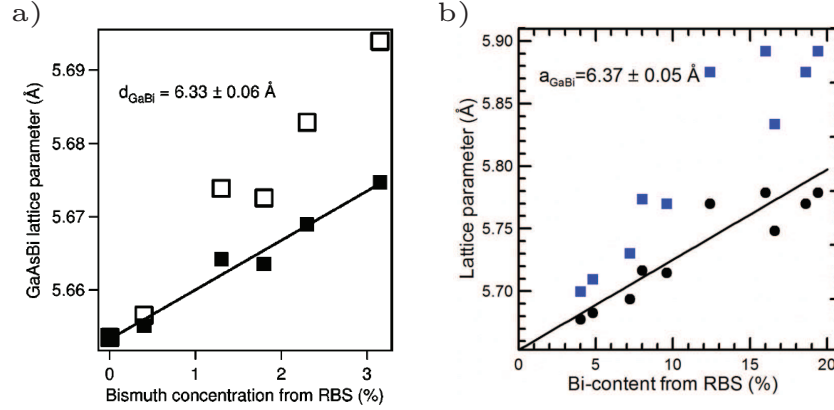 a)
GaAsBi lattice parameter (Å)
5.69
5.68
5.67
5.66
d_GaBi = 6.33 ± 0.06 Å
0 1 2 3
Bismuth concentration from RBS (%)
b)
Lattice parameter (Å)
5.90
5.85
5.80
5.75
5.70
a_GaBi=6.37 ± 0.05 Å
0 5 10 15 20
Bi-content from RBS (%)